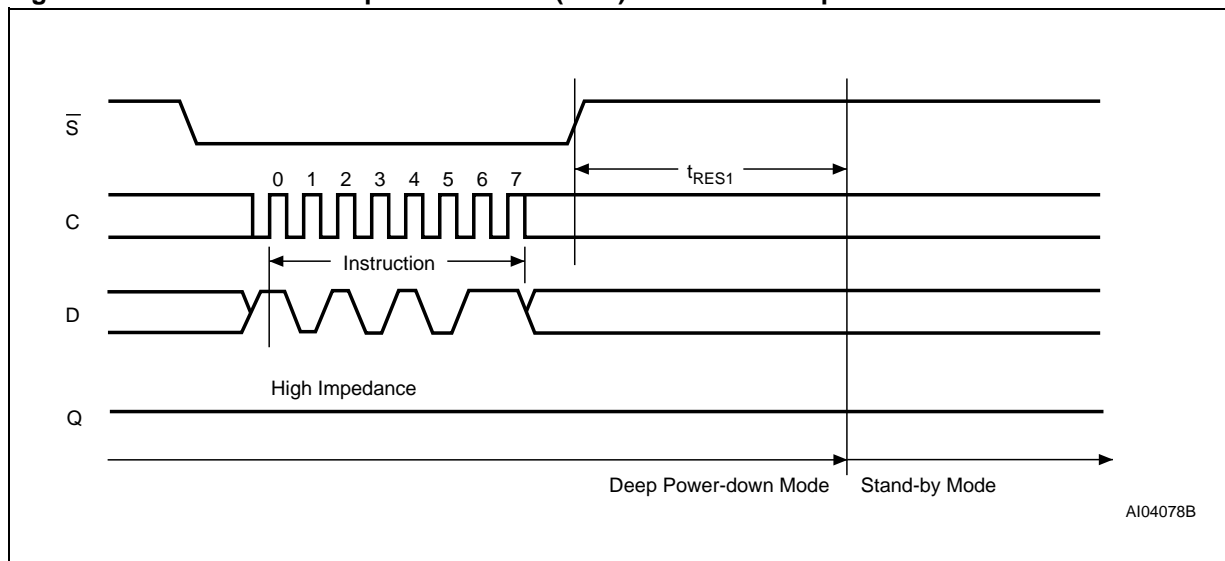 S
tRES1
0 1 2 3 4 5 6 7
C
Instruction
D
High Impedance
Q
Deep Power-down Mode Stand-by Mode
AI04078B